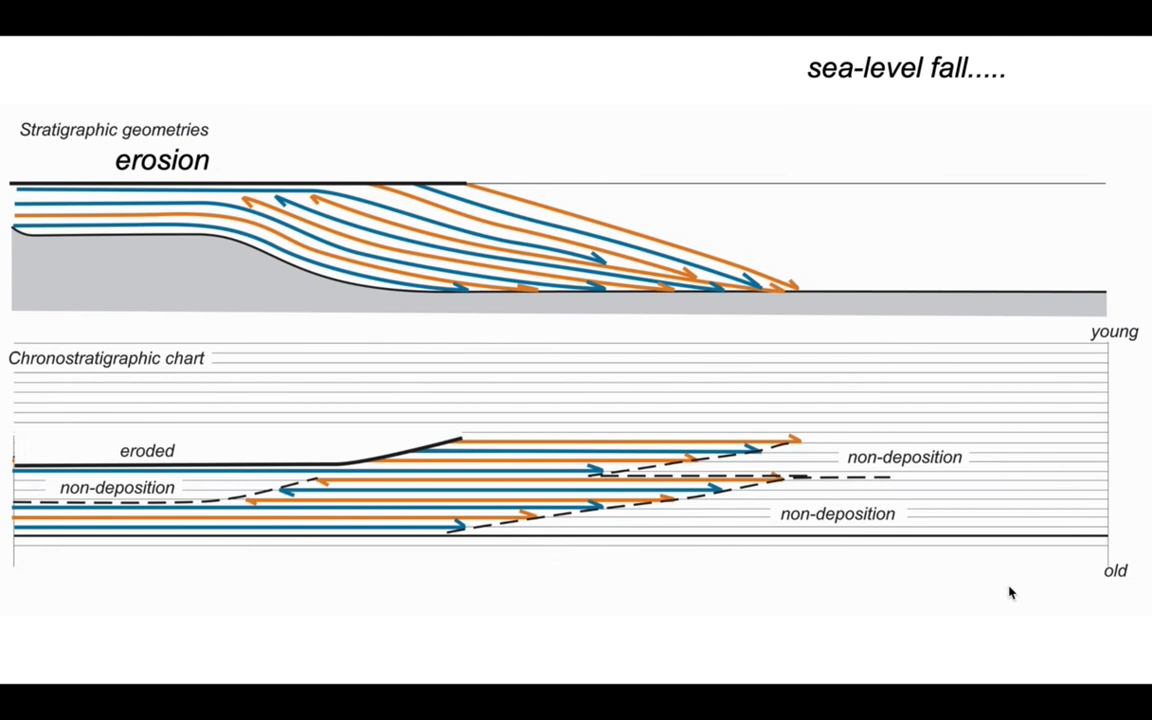 sea-level fall.....
Stratigraphic geometries
erosion
young
Chronostratigraphic chart
eroded
non-deposition
non-deposition
non-deposition
old